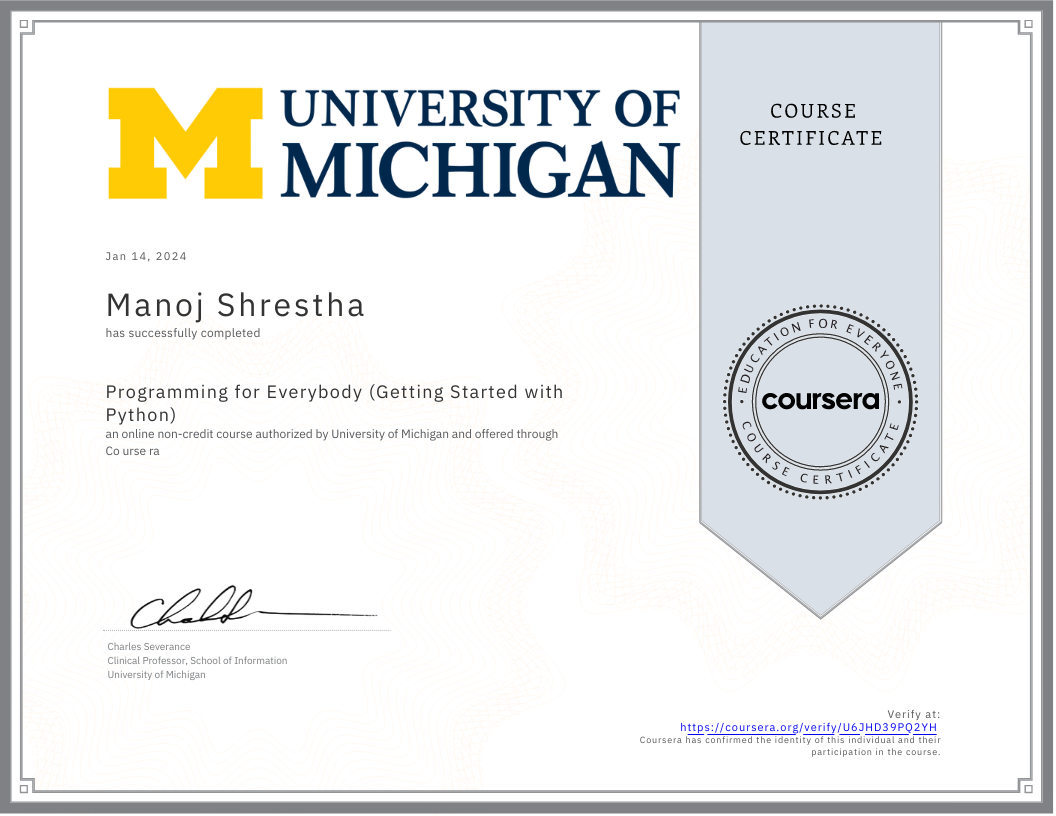 M
UNIVERSITY OF
MICHIGAN
COURSE
CERTIFICATE
Jan 14, 2024
Manoj Shrestha
has successfully completed
Programming for Everybody (Getting Started with
Python)
an online non-credit course authorized by University of Michigan and offered through
Co urse ra
EDUCATION FOR EVERYONE
coursera
COURSE CERTIFICATE
Charles Severance
Clinical Professor, School of Information
University of Michigan
Verify at:
https://coursera.org/verify/U6JHD39PQ2YH
Coursera has confirmed the identity of this individual and their
participation in the course.